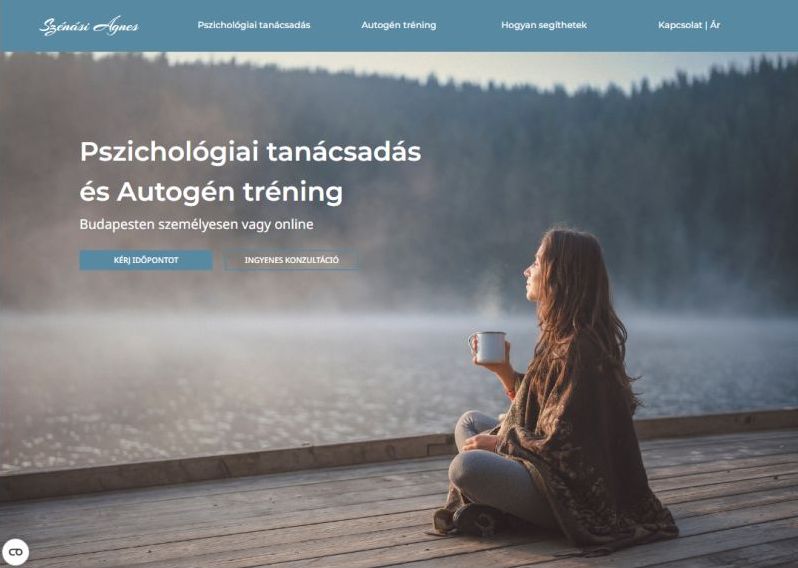 Szénási Ágnes
Pszichológiai tanácsadás
Autogén tréning
Hogyan segíthetek
Kapcsolat | Ár
Pszichológiai tanácsadás
és Autogén tréning
Budapesten személyesen vagy online
KÉRJ IDŐPONTOT
INGYENES KONZULTÁCIÓ